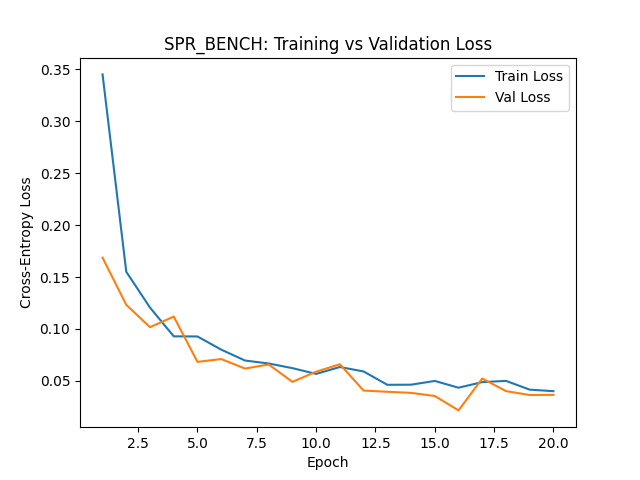 SPR_BENCH: Training vs Validation Loss
Train Loss
Val Loss
0.35
0.30
0.25
0.20
0.15
0.10
0.05
Cross-Entropy Loss
2.5 5.0 7.5 10.0 12.5 15.0 17.5 20.0
Epoch